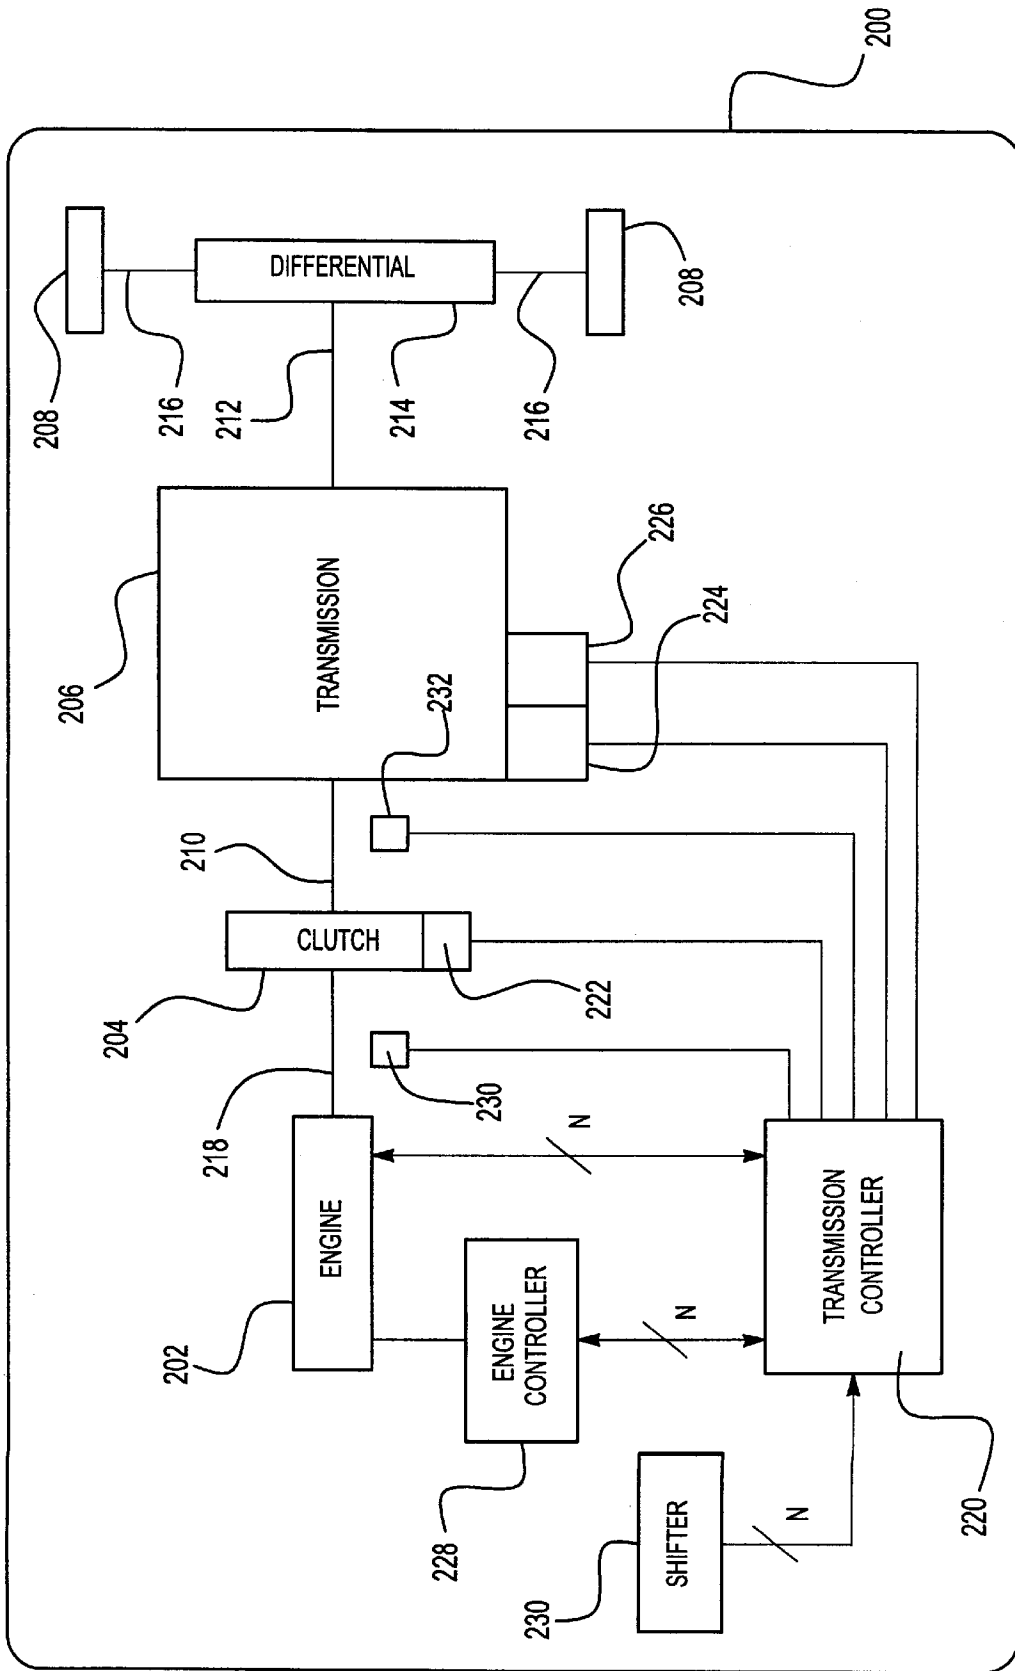 200
208
DIFFERENTIAL
208
216
212
214
216
206
TRANSMISSION
232
226
224
210
CLUTCH
204
222
218
230
ENGINE
N
202
ENGINE
CONTROLLER
N
TRANSMISSION
CONTROLLER
228
SHIFTER
N
220
230